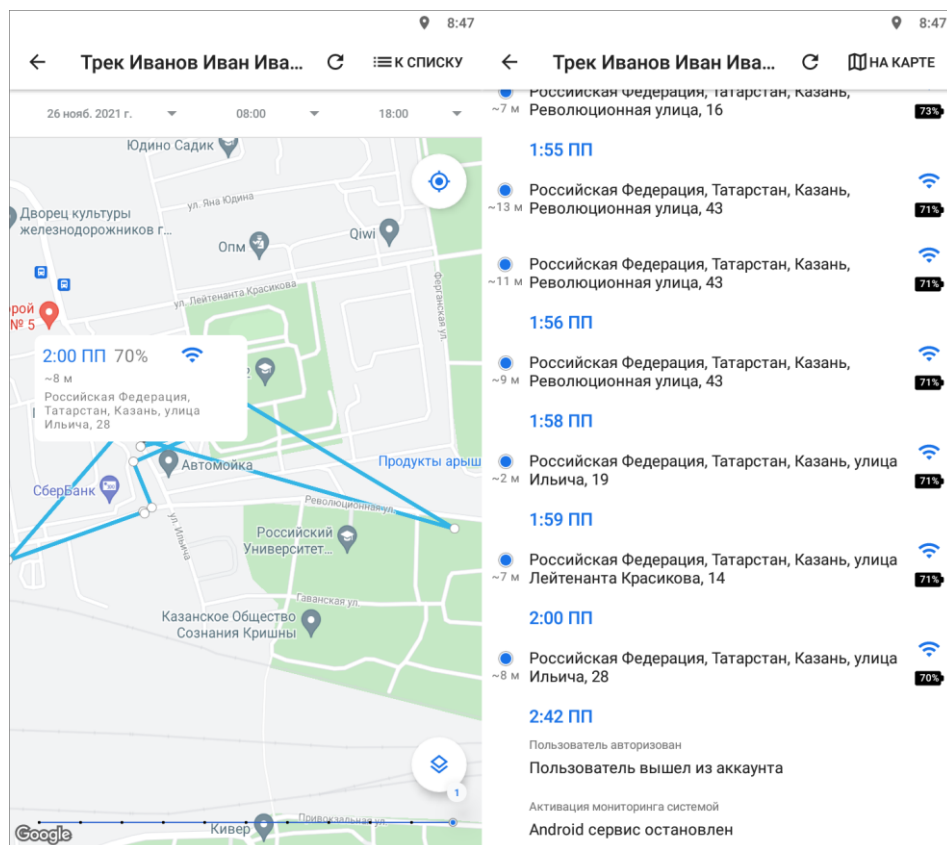 8:47
Трек Иванов Иван Ива...
К СПИСКУ
26 нояб. 2021 г.
08:00
18:00
Юдино Садик
ул. Яна Юдина
Дворец культуры
железнодорожников г...
Опм
Qiwi
ул. Лейтенанта Красикова
Ферганская ул.
рой
№ 5
2:00 ПП 70%
~8 м
Российская Федерация,
Татарстан, Казань, улица
Ильича, 28
2
Автомойка
Продукты арыш
СберБанк
Революционная ул.
ул. Ильича
Российский
Университет...
Гаванская ул.
Казанское Общество
Сознания Кришны
1
Привокзальная ул.
Кивер
Google
8:47
Трек Иванов Иван Ива...
НА КАРТЕ
Российская Федерация, Татарстан, Казань,
~7 м Революционная улица, 16
73%
1:55 ПП
Российская Федерация, Татарстан, Казань,
~13 м Революционная улица, 43
71%
Российская Федерация, Татарстан, Казань,
~11 м Революционная улица, 43
71%
1:56 ПП
Российская Федерация, Татарстан, Казань,
~9 м Революционная улица, 43
71%
1:58 ПП
Российская Федерация, Татарстан, Казань, улица
~2 м Ильича, 19
71%
1:59 ПП
Российская Федерация, Татарстан, Казань, улица
~7 м Лейтенанта Красикова, 14
71%
2:00 ПП
Российская Федерация, Татарстан, Казань, улица
~8 м Ильича, 28
70%
2:42 ПП
Пользователь авторизован
Пользователь вышел из аккаунта
Активация мониторинга системой
Android сервис остановлен